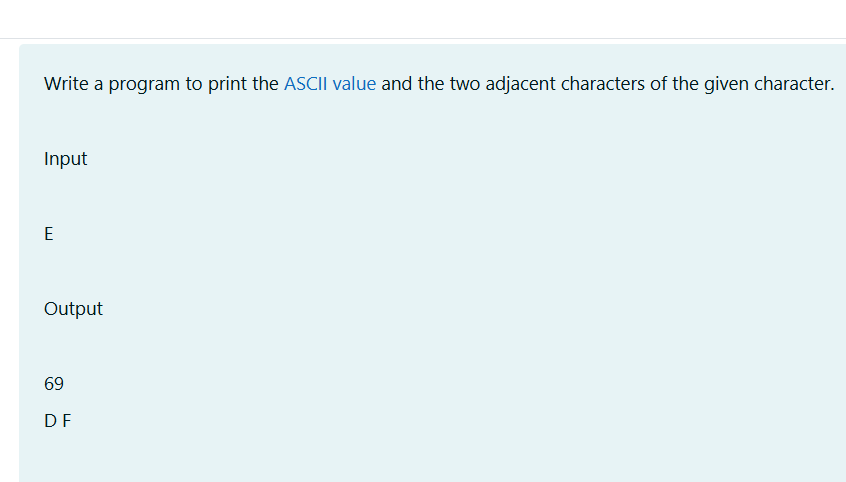 Write a program to print the ASCII value and the two adjacent characters of the given character.
Input
E
Output
69
D F